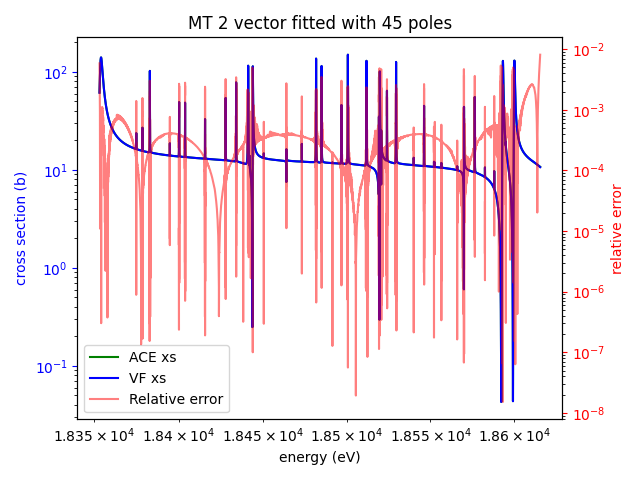 MT 2 vector fitted with 45 poles
10²
10¹
10⁰
10⁻¹
cross section (b)
10⁻²
10⁻³
10⁻⁴
10⁻⁵
10⁻⁶
10⁻⁷
10⁻⁸
relative error
ACE xs
VF xs
Relative error
1.835 × 10⁴ 1.84 × 10⁴ 1.845 × 10⁴ 1.85 × 10⁴ 1.855 × 10⁴ 1.86 × 10⁴
energy (eV)